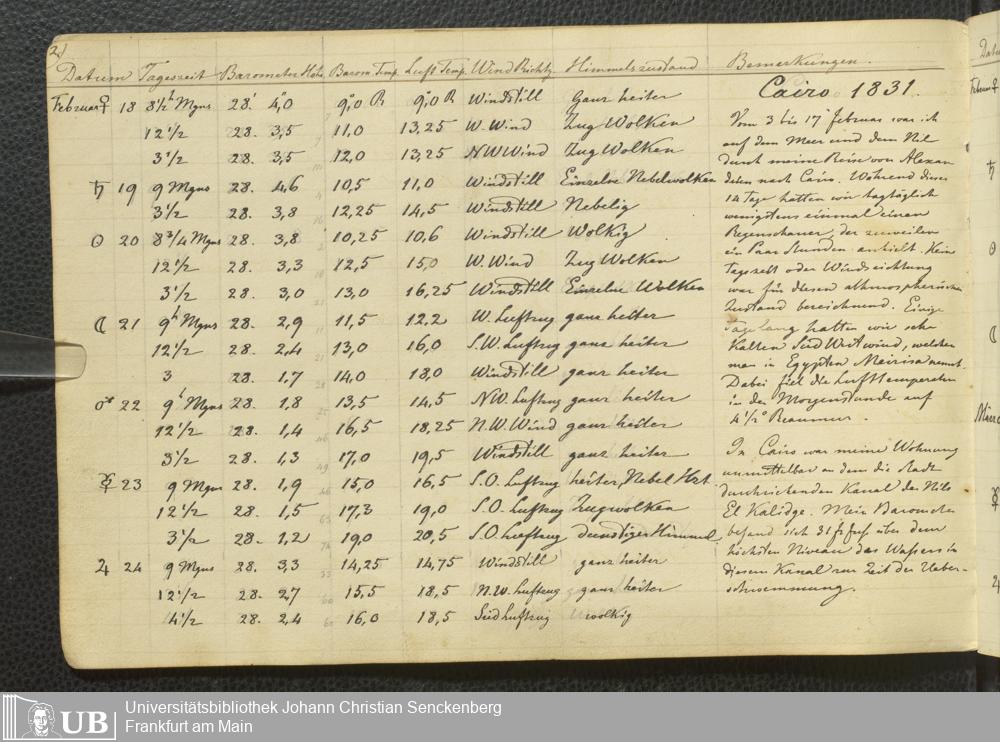 2)
Datum Tageszeit Barometer Höhe Barom. Temp. Luft Temp. Wind Richtg. Himmelszustand Bemerkungen.
Februar ♀ 18 8½ h Mgns 28.' 4,0 9,0 R 9,0 R Windstill Ganz heiter
12½ 28. 3,5 11,0 13,25 W. Wind Zug Wolken
3½ 28. 3,5 12,0 13,25 NW Wind Zug Wolken
♄ 19 9 Mgns 28. 4,6 10,5 11,0 Windstill Einzelne Nebelwolken
3½ 28. 3,8 12,25 14,5 Windstill Nebelig
☉ 20 8¾ Mgns 28. 3,8 10,25 10,6 Windstill Wolkig
12½ 28. 3,3 12,5 15,0 W. Wind Zug Wolken
3½ 28. 3,0 13,0 16,25 Windstill Einzelne Wolken
☾ 21 9 h Mgns 28. 2,9 11,5 12,2 W. Luftzug ganz heiter
12½ 28. 2,4 13,0 16,0 S.W. Luftzug ganz heiter
3 28. 1,7 14,0 18,0 Windstill ganz heiter
♂ 22 9 h Mgns 28. 1,8 13,5 14,5 NW. Luftzug ganz heiter
12½ 28. 1,4 16,5 18,25 N.W. Wind ganz heiter
3½ 28. 1,3 17,0 19,5 Windstill ganz heiter
☿ 23 9 Mgns 28. 1,9 15,0 16,5 S.O. Luftzug heiter, Nebel Hrt.
12½ 28. 1,5 17,3 19,0 S.O. Luftzug Zugwolken
3½ 28. 1,2 19,0 20,5 S.O. Luftzug dunstiger Himmel
♃ 24 9 Mgns 28. 3,3 14,25 14,75 Windstill ganz heiter
12½ 28. 2,7 15,5 18,5 N.W. Luftzug ganz heiter
4½ 28. 2,4 16,0 18,5 Süd Luftzug wolkig
Cairo 1831.
Vom 3 bis 17 Februar war ich
auf dem Meer und dem Nil
durch meine Reise von Alexan
drien nach Cairo. Während dieser
14 Tage hatten wir tagtäglich
wenigstens einmal einen
Regenschauer, der zuweilen
ein Paar Stunden anhielt. Kein
Tageszeit oder Windrichtung
war für diesen athmospherischen
Zustand bezeichnend. Einige
Tage lang hatten wir sehr
kalten Süd West wind, welchen
man in Egypten Meirisi nennt.
Dabei fiel die Lufttemperatur
in der Morgenstunde auf
4½° Reaumur.
In Cairo war meine Wohnung
unmittelbar an dem die Stadt
durchziehenden Kanal des Nils
El Kalidge. Mein Barometer
befand sich 31 Fuß über dem
höchsten Niveau des Wassers in
diesem Kanal zur Zeit der Ueber-
schwemmung.
UB
Universitätsbibliothek Johann Christian Senckenberg
Frankfurt am Main